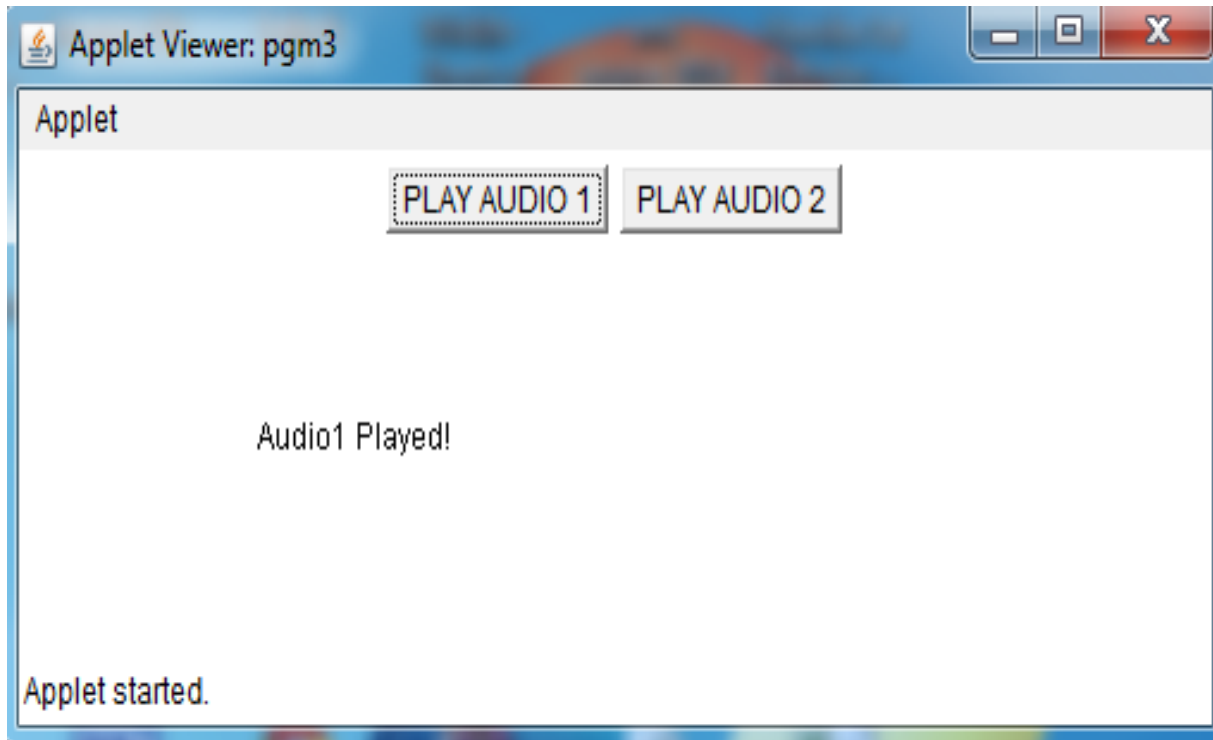 Applet Viewer: pgm3
Applet
PLAY AUDIO 1 PLAY AUDIO 2
Audio1 Played!
Applet started.